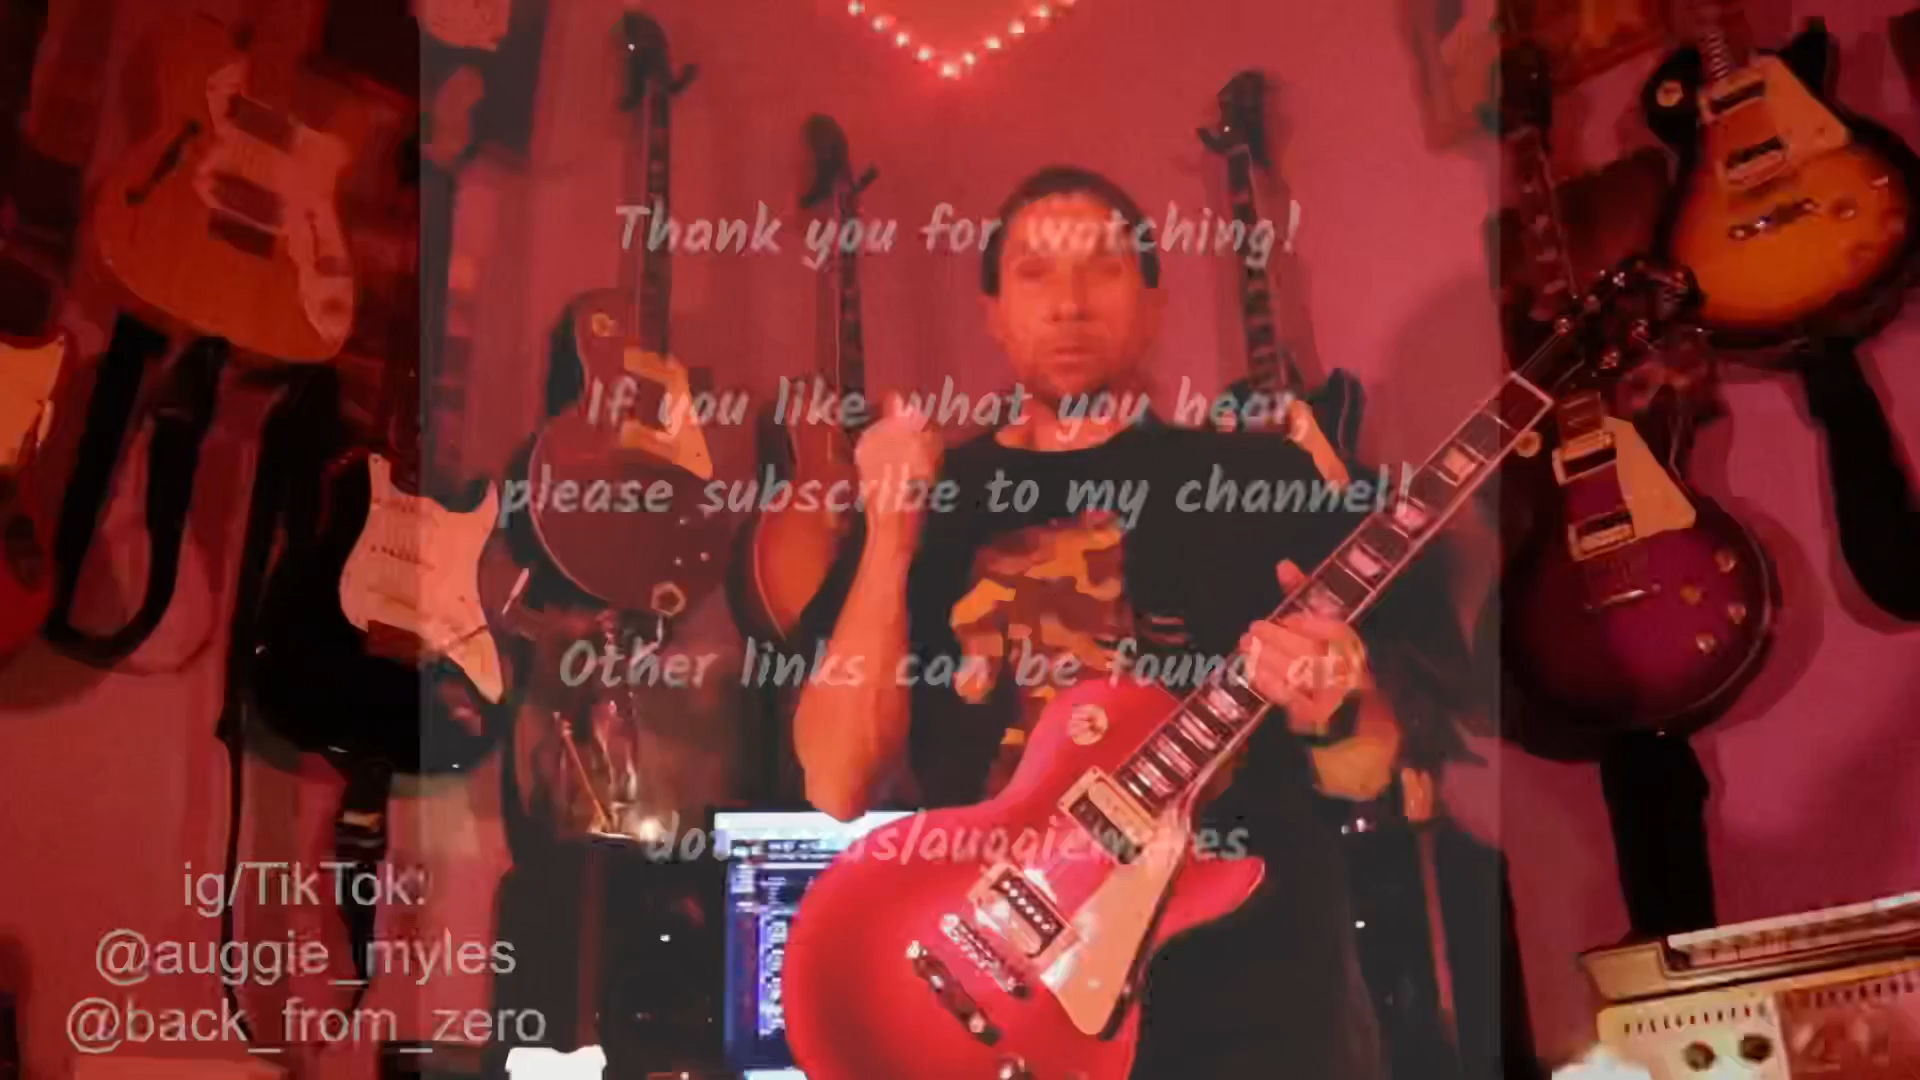 Thank you for watching!
If you like what you hear,
please subscribe to my channel!
Other links can be found at:
ig/TikTok:
@auggie_myles
@back_from_zero